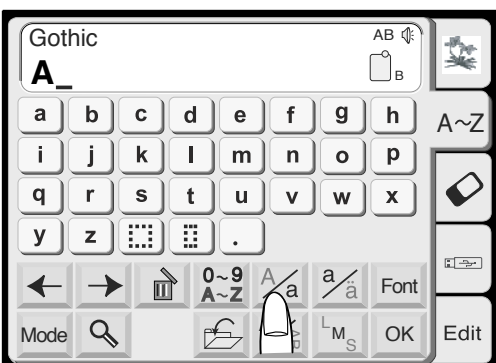 Gothic AB
A_ B
a b c d e f g h A~Z
i j k l m n o p
q r s t u v w x
y z .
0~9 A~Z A/a a/ä Font
Mode L M S OK Edit